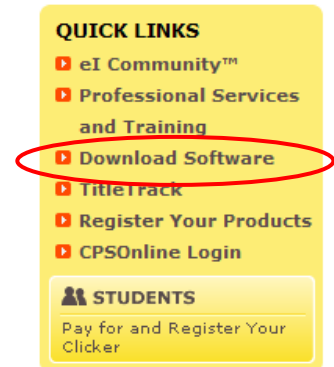 QUICK LINKS
eI Community™
Professional Services
and Training
Download Software
TitleTrack
Register Your Products
CPSOnline Login
STUDENTS
Pay for and Register Your
Clicker